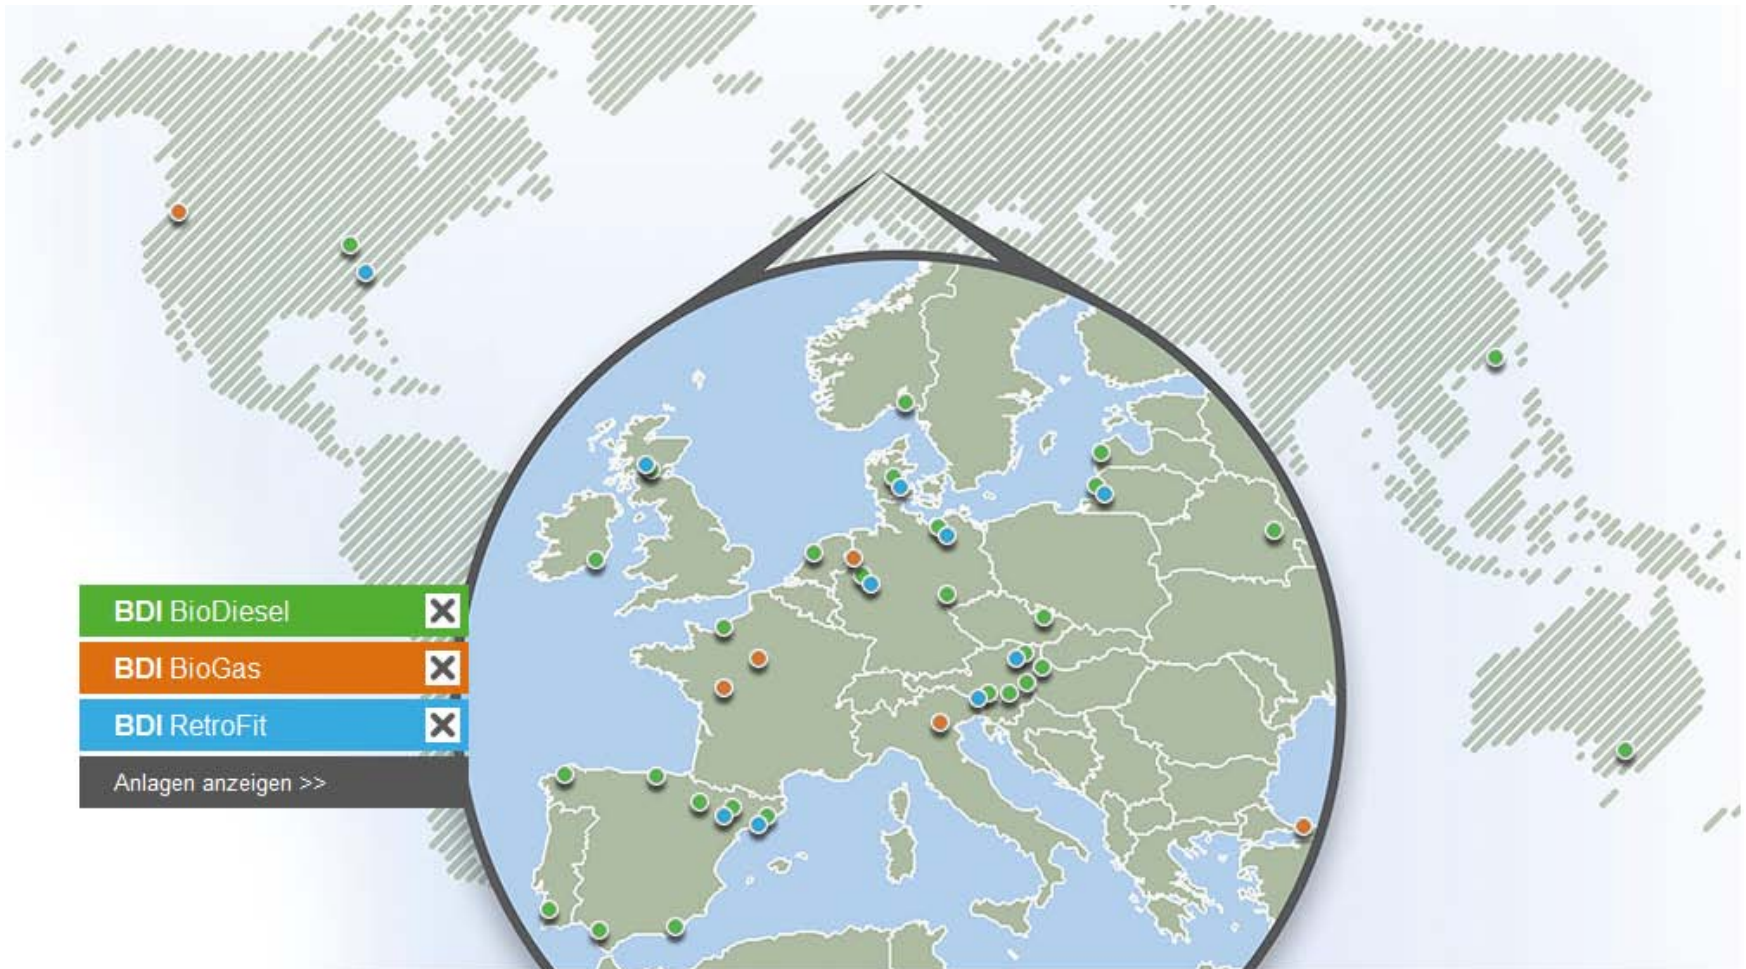 BDI BioDiesel
BDI BioGas
BDI RetroFit
Anlagen anzeigen >>